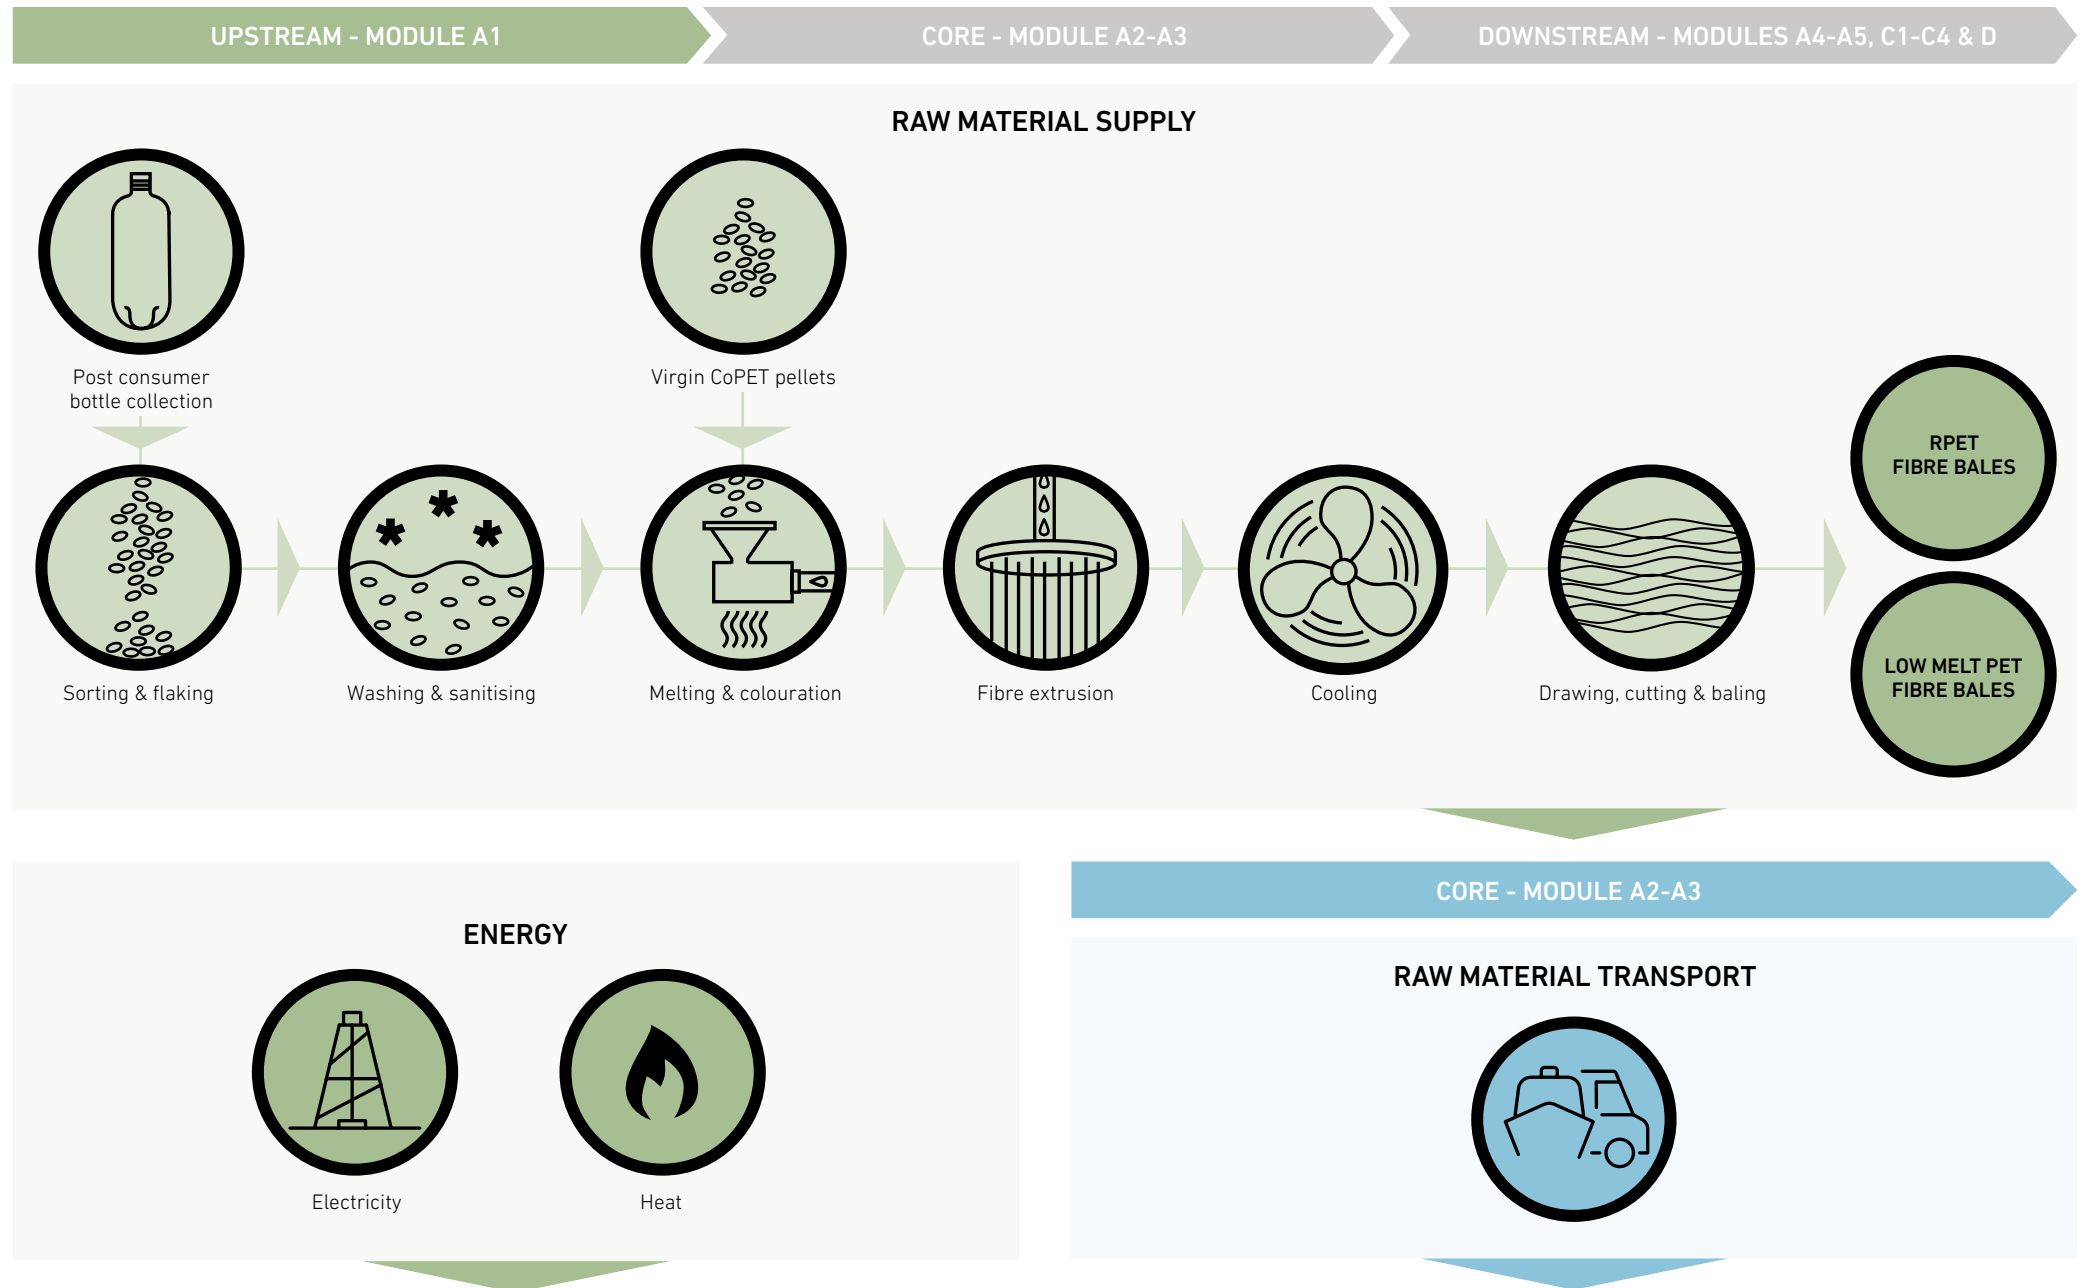 UPSTREAM - MODULE A1
CORE - MODULE A2-A3
DOWNSTREAM - MODULES A4-A5, C1-C4 & D
RAW MATERIAL SUPPLY
Post consumer
bottle collection
Virgin CoPET pellets
Sorting & flaking
Washing & sanitising
Melting & colouration
Fibre extrusion
Cooling
Drawing, cutting & baling
RPET
FIBRE BALES
LOW MELT PET
FIBRE BALES
ENERGY
Electricity
Heat
CORE - MODULE A2-A3
RAW MATERIAL TRANSPORT